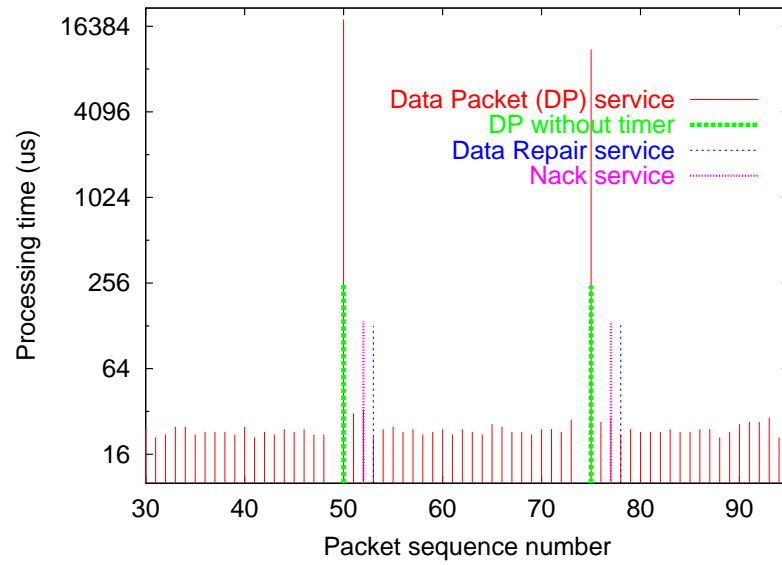 16384
4096
1024
256
64
16
Processing time (us)
Data Packet (DP) service
DP without timer
Data Repair service
Nack service
30 40 50 60 70 80 90
Packet sequence number